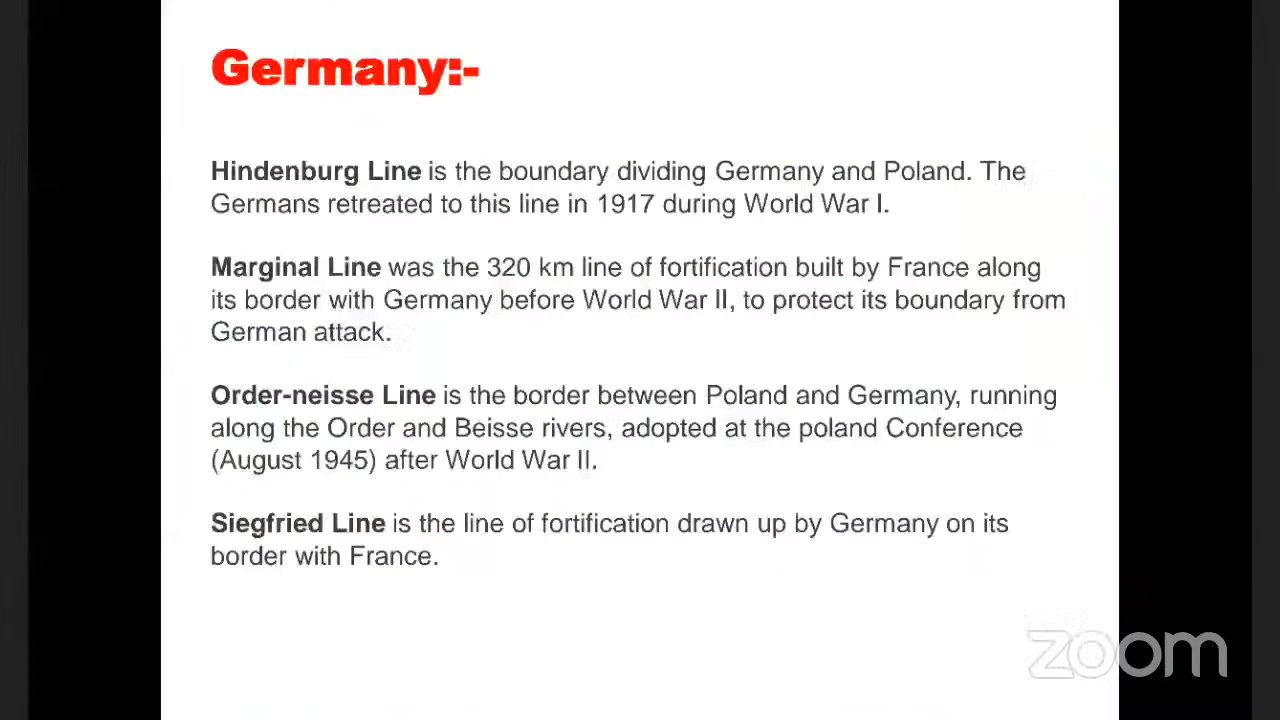 Germany:-
Hindenburg Line is the boundary dividing Germany and Poland. The
Germans retreated to this line in 1917 during World War I.
Marginal Line was the 320 km line of fortification built by France along
its border with Germany before World War II, to protect its boundary from
German attack.
Order-neisse Line is the border between Poland and Germany, running
along the Order and Beisse rivers, adopted at the poland Conference
(August 1945) after World War II.
Siegfried Line is the line of fortification drawn up by Germany on its
border with France.
zoom